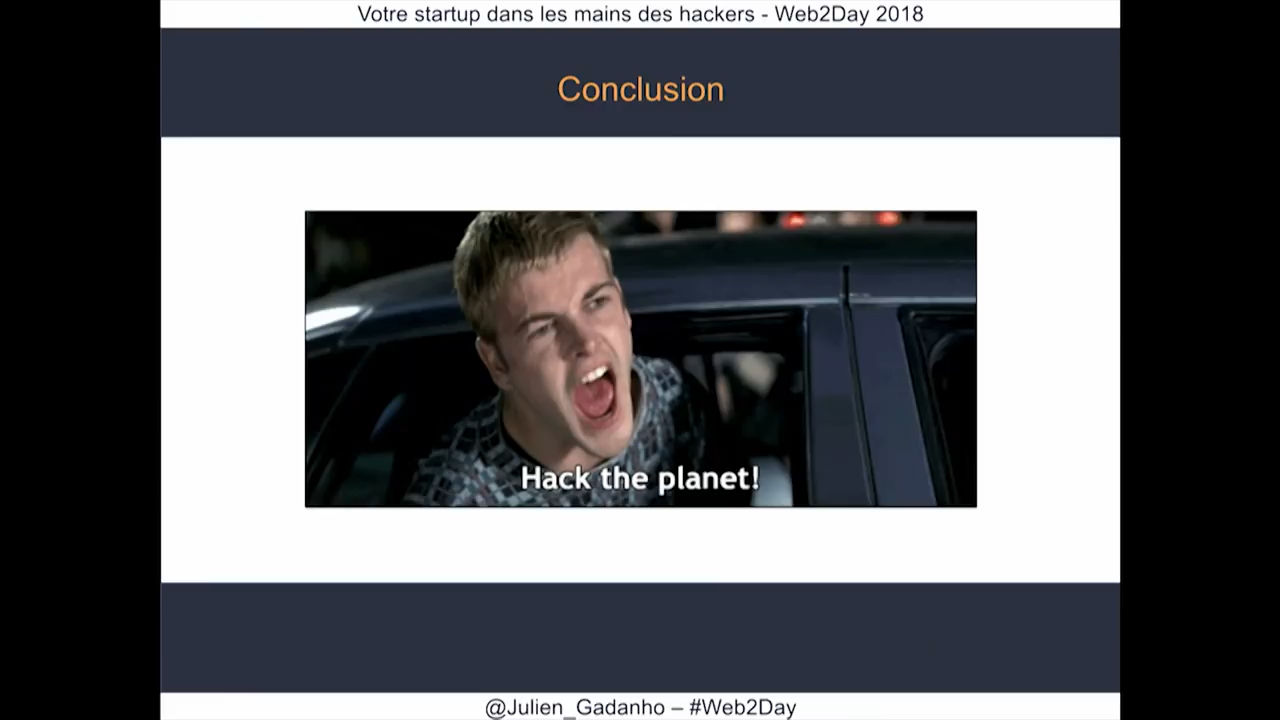 Votre startup dans les mains des hackers - Web2Day 2018
Conclusion
Hack the planet!
@Julien_Gadanho – #Web2Day